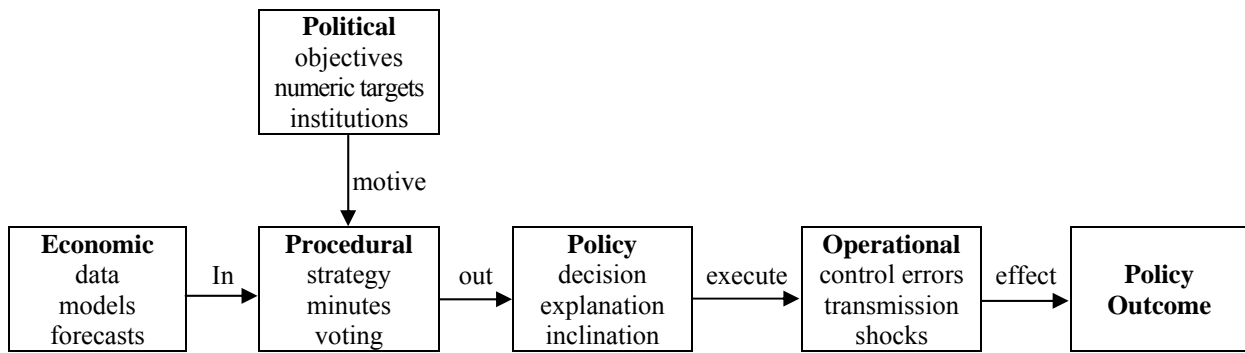 Political
objectives
numeric targets
institutions
motive
Economic
data
models
forecasts
In
Procedural
strategy
minutes
voting
out
Policy
decision
explanation
inclination
execute
Operational
control errors
transmission
shocks
effect
Policy
Outcome